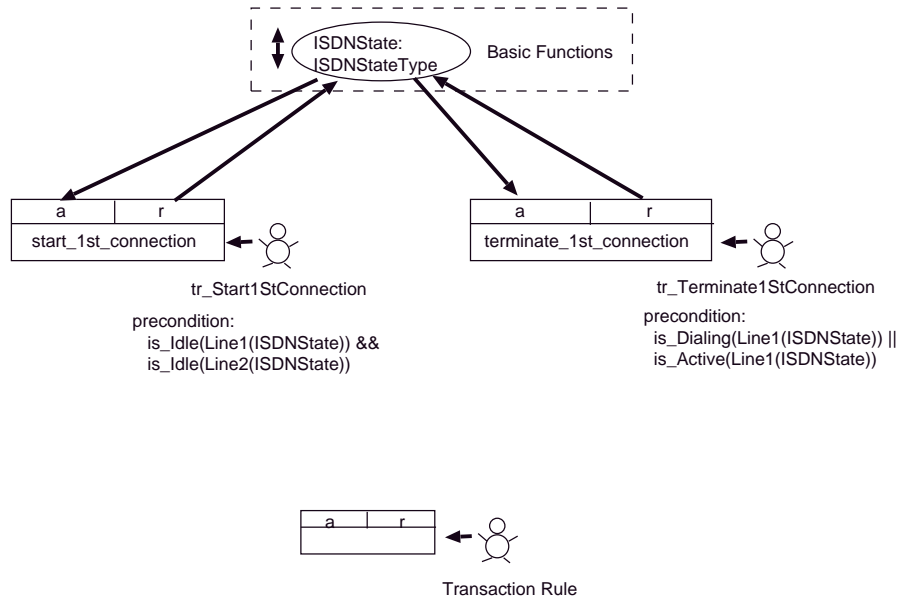 ISDNState:
ISDNStateType
Basic Functions
a r
start_1st_connection
a r
terminate_1st_connection
tr_Start1StConnection
precondition:
is_Idle(Line1(ISDNState)) &&
is_Idle(Line2(ISDNState))
tr_Terminate1StConnection
precondition:
is_Dialing(Line1(ISDNState)) ||
is_Active(Line1(ISDNState))
a r
Transaction Rule